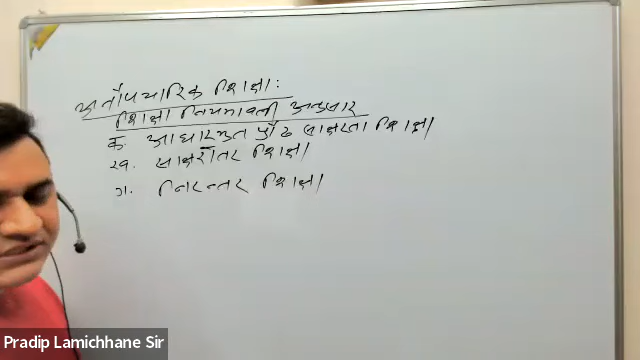 अनौपचारिक शिक्षा:
शिक्षा नियमावली अनुसार
क. आधारभूत प्रौढ साक्षरता शिक्षा।
ख. साक्षरोत्तर शिक्षा।
ग. निरन्तर शिक्षा।
Pradip Lamichhane Sir